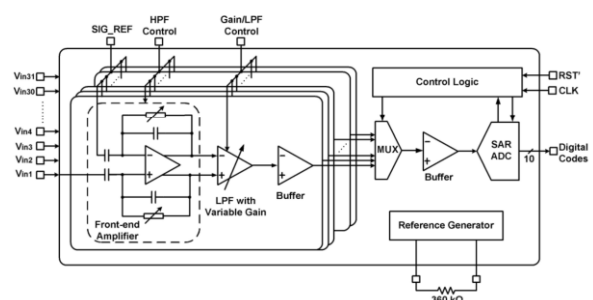 SIG_REF
HPF
Control
Gain/LPF
Control
Vin31
Vin30
Vin4
Vin3
Vin2
Vin1
Front-end
Amplifier
LPF with
Variable Gain
Buffer
MUX
Buffer
Control Logic
SAR
ADC
RST'
CLK
10
Digital
Codes
Reference Generator
360 kΩ